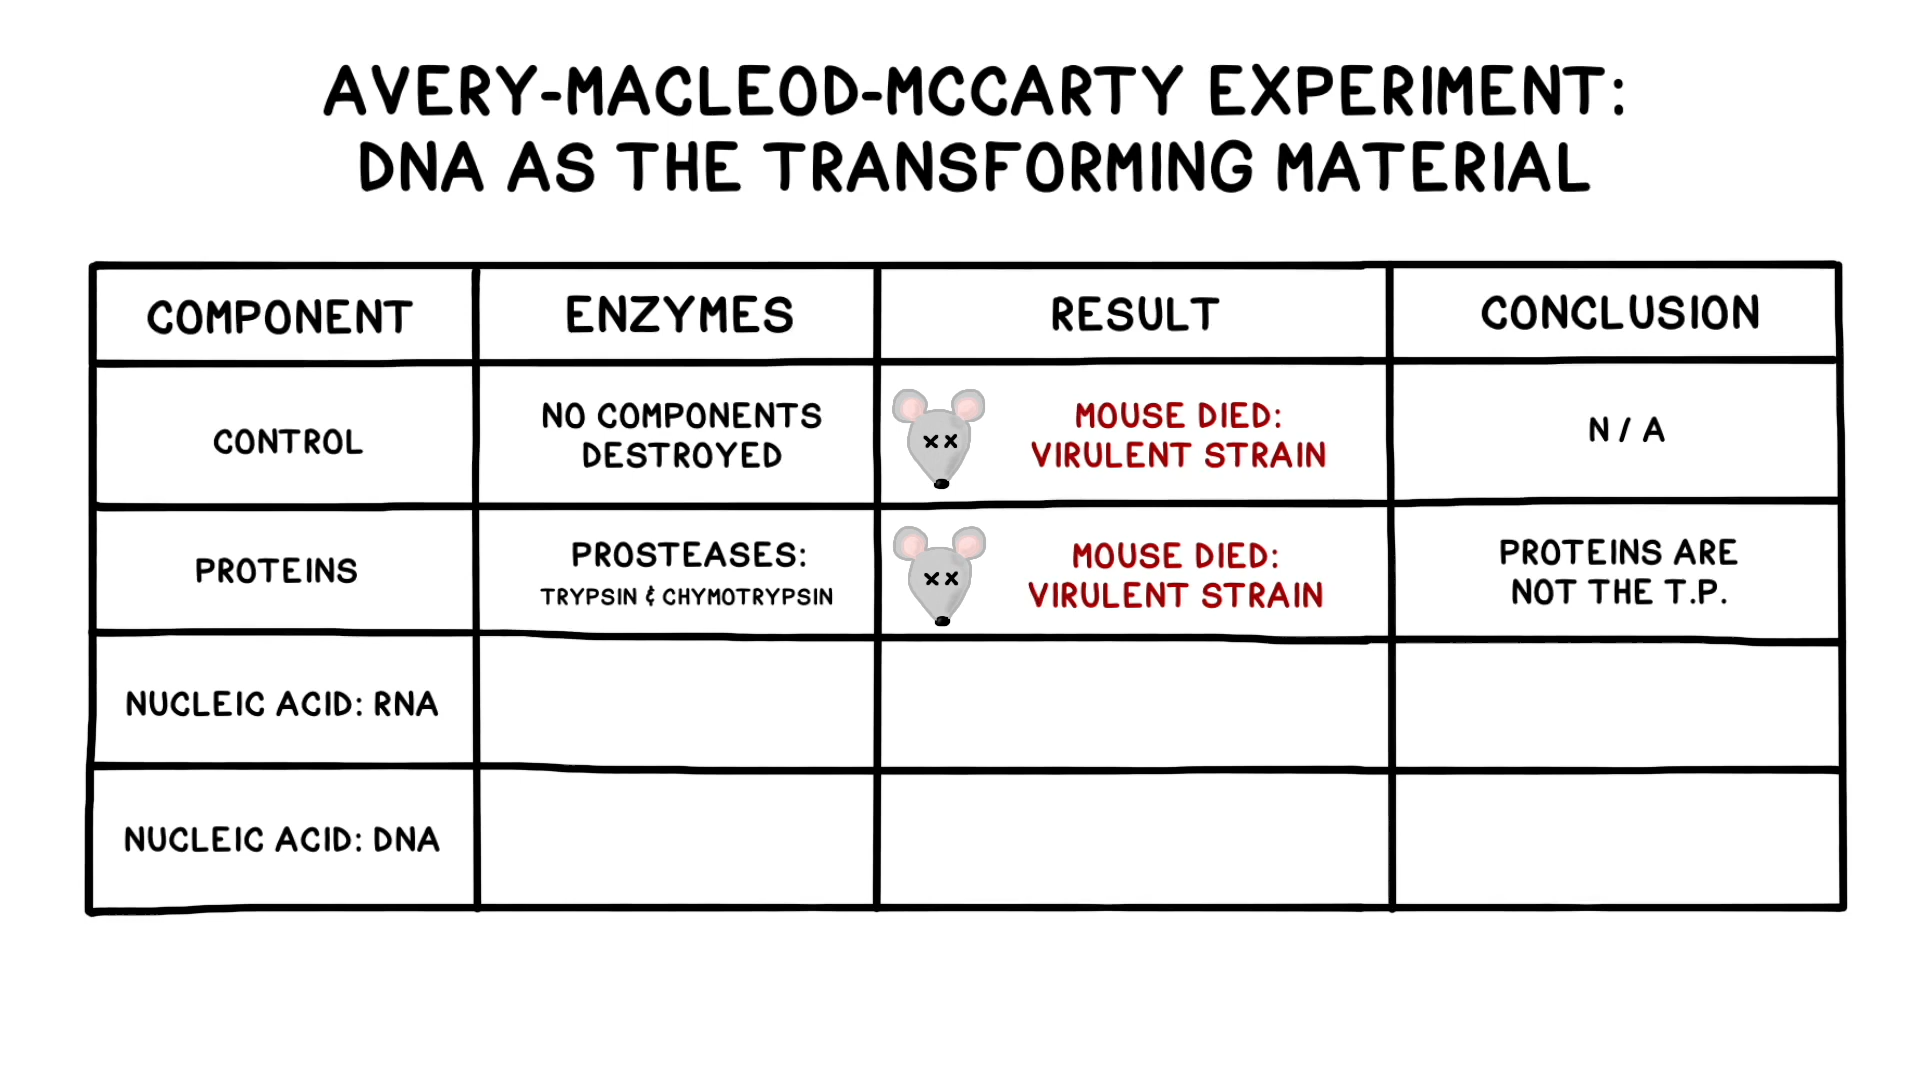 AVERY-MACLEOD-MCCARTY EXPERIMENT:
DNA AS THE TRANSFORMING MATERIAL
COMPONENT
ENZYMES
RESULT
CONCLUSION
CONTROL
NO COMPONENTS
DESTROYED
MOUSE DIED:
VIRULENT STRAIN
N / A
PROTEINS
PROSTEASES:
TRYPSIN & CHYMOTRYPSIN
MOUSE DIED:
VIRULENT STRAIN
PROTEINS ARE
NOT THE T.P.
NUCLEIC ACID: RNA
NUCLEIC ACID: DNA